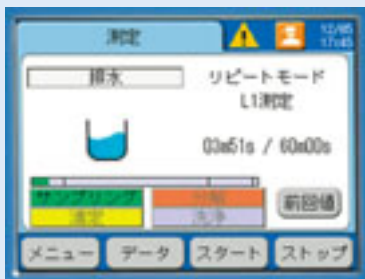 測定
12/05
17:45
排水
リピートモード
L1測定
03m51s / 60m00s
サンプリング
分解
滴定
洗浄
前回値
メニュー
データ
スタート
ストップ